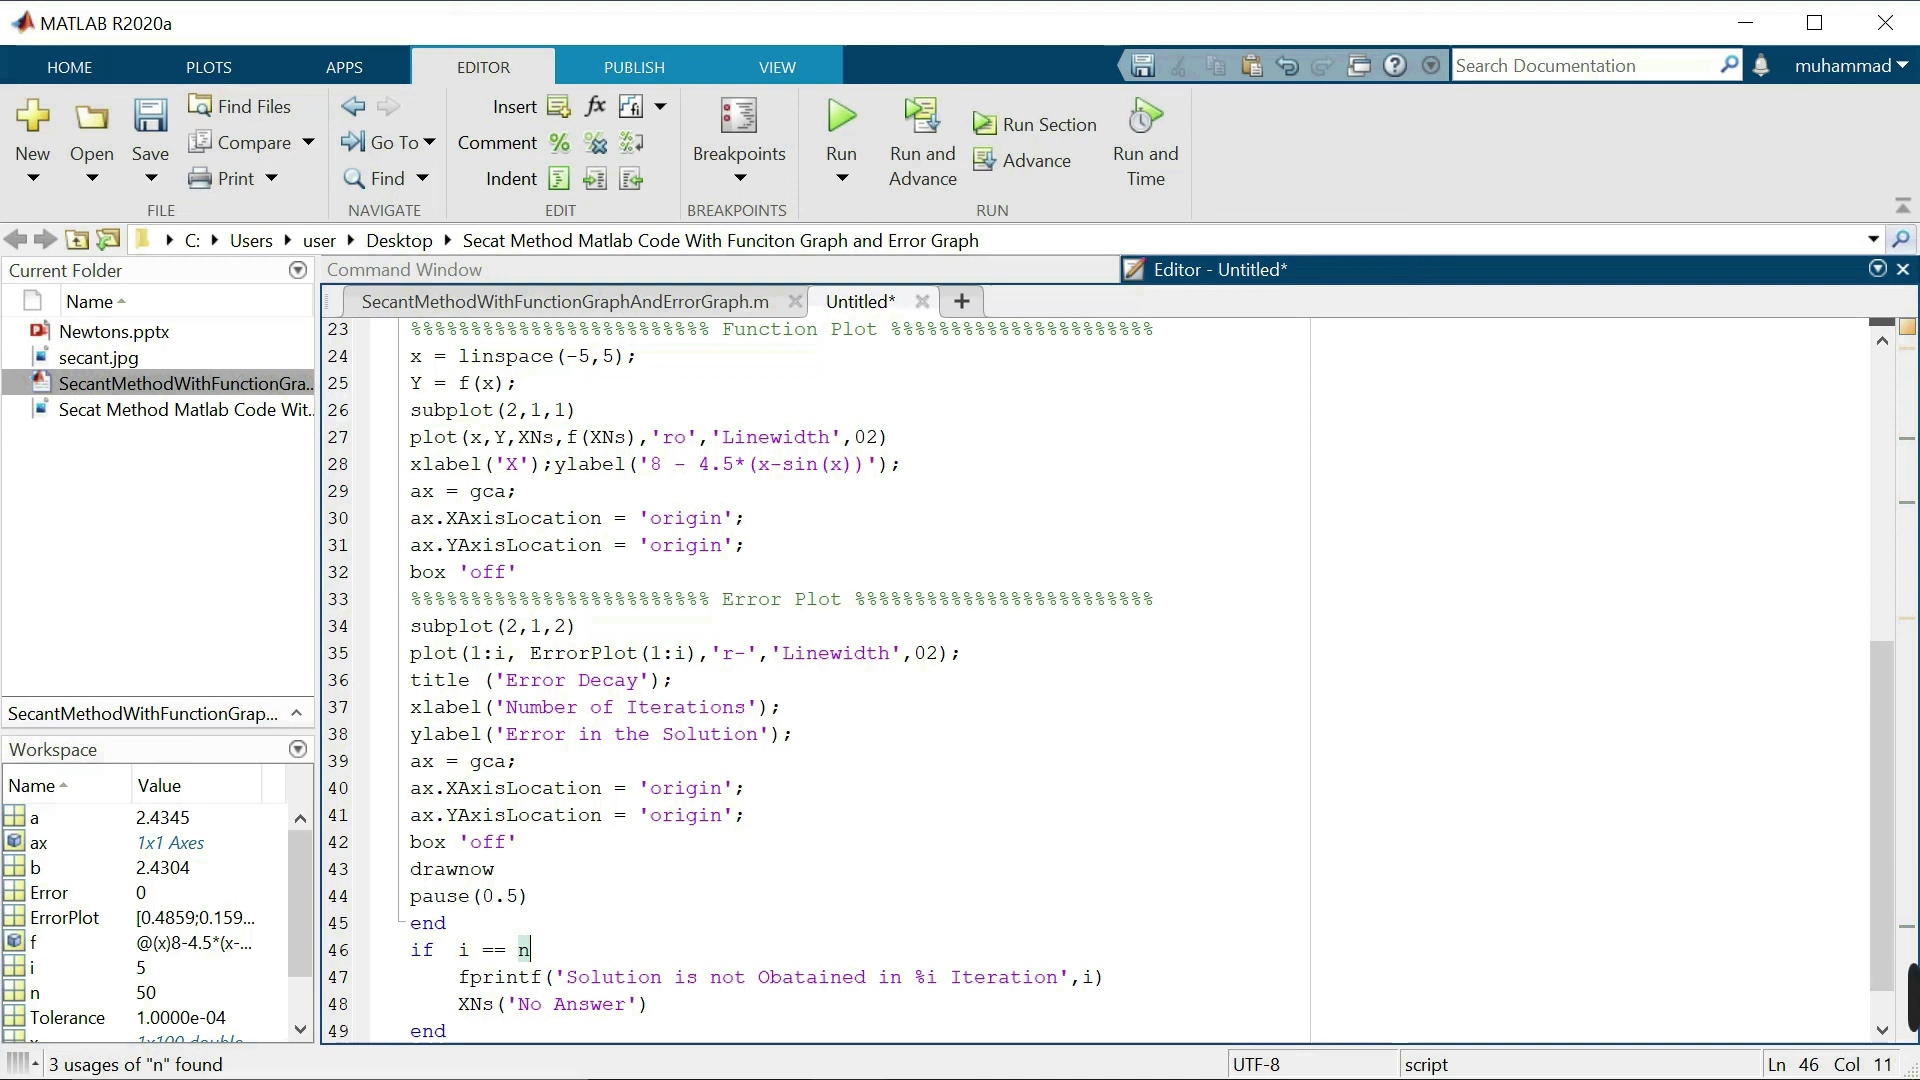 MATLAB R2020a
HOME PLOTS APPS EDITOR PUBLISH VIEW
Search Documentation
muhammad
New Open Save
Find Files
Compare
Print
FILE
Go To
Find
NAVIGATE
Insert fx
Comment
Indent
EDIT
Breakpoints
BREAKPOINTS
Run
Run and Advance
Run Section
Advance
Run and Time
RUN
C: Users user Desktop Secat Method Matlab Code With Funciton Graph and Error Graph
Current Folder
Name
Newtons.pptx
secant.jpg
SecantMethodWithFunctionGra...
Secat Method Matlab Code Wit...
SecantMethodWithFunctionGrap...
Workspace
Name Value
a 2.4345
ax 1x1 Axes
b 2.4304
Error 0
ErrorPlot [0.4859;0.159...
f @(x)8-4.5*(x-...
i 5
n 50
Tolerance 1.0000e-04
x 1x100 double
Command Window
Editor - Untitled*
SecantMethodWithFunctionGraphAndErrorGraph.m Untitled*
23 %%%%%%%%%%%%%%%%%%%%%%%%% Function Plot %%%%%%%%%%%%%%%%%%%%%%
24 x = linspace(-5,5);
25 Y = f(x);
26 subplot(2,1,1)
27 plot(x,Y,XNs,f(XNs),'ro','Linewidth',02)
28 xlabel('X');ylabel('8 - 4.5*(x-sin(x))');
29 ax = gca;
30 ax.XAxisLocation = 'origin';
31 ax.YAxisLocation = 'origin';
32 box 'off'
33 %%%%%%%%%%%%%%%%%%%%%%%%% Error Plot %%%%%%%%%%%%%%%%%%%%%%%%%
34 subplot(2,1,2)
35 plot(1:i, ErrorPlot(1:i),'r-','Linewidth',02);
36 title ('Error Decay');
37 xlabel('Number of Iterations');
38 ylabel('Error in the Solution');
39 ax = gca;
40 ax.XAxisLocation = 'origin';
41 ax.YAxisLocation = 'origin';
42 box 'off'
43 drawnow
44 pause(0.5)
45 end
46 if i == n
47 fprintf('Solution is not Obatained in %i Iteration',i)
48 XNs('No Answer')
49 end
3 usages of "n" found
UTF-8
script
Ln 46 Col 11